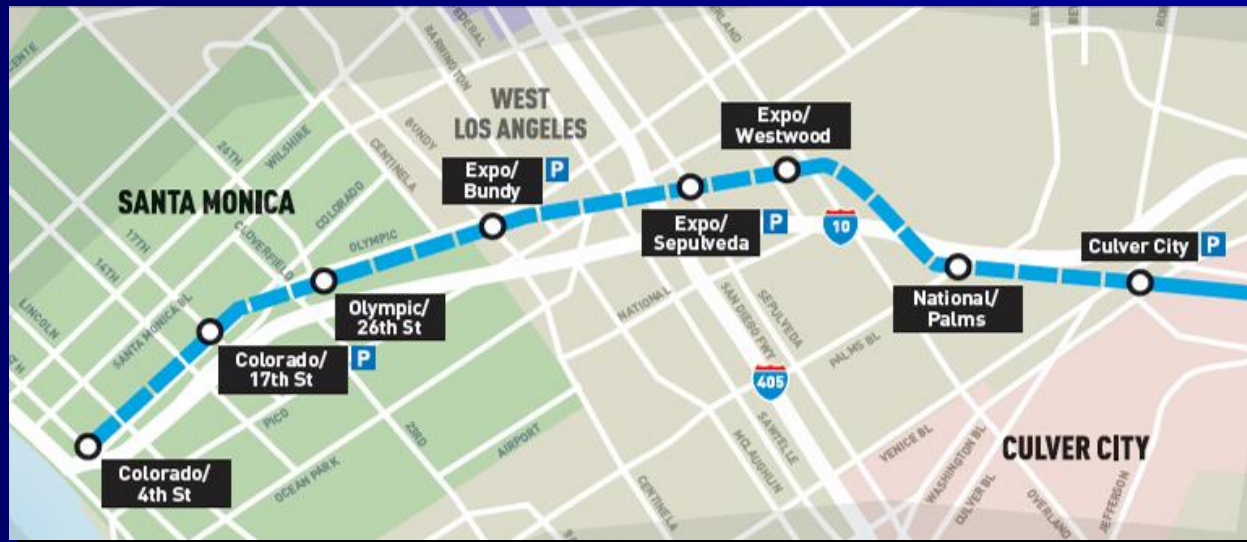 FEDERAL
BARRINGTON
WEST
LOS ANGELES
Expo/
Westwood
26TH
WILSHIRE
BUNDY
CENTINELA
Expo/
Bundy
P
SANTA MONICA
COLORADO
Expo/
Sepulveda
P
10
17TH
CLOVERFIELD
OLYMPIC
Culver City
P
14TH
LINCOLN
SANTA MONICA BL
Olympic/
26th St
NATIONAL
SAN DIEGO FWY
SEPULVEDA
National/
Palms
PALMS BL
Colorado/
17th St
P
405
PICO
23RD
AIRPORT
OCEAN PARK
Colorado/
4th St
CENTINELA
MCLAUGHLIN
SAWTELLE
VENICE BL
WASHINGTON BL
CULVER BL
CULVER CITY
OVERLAND
JEFFERSON